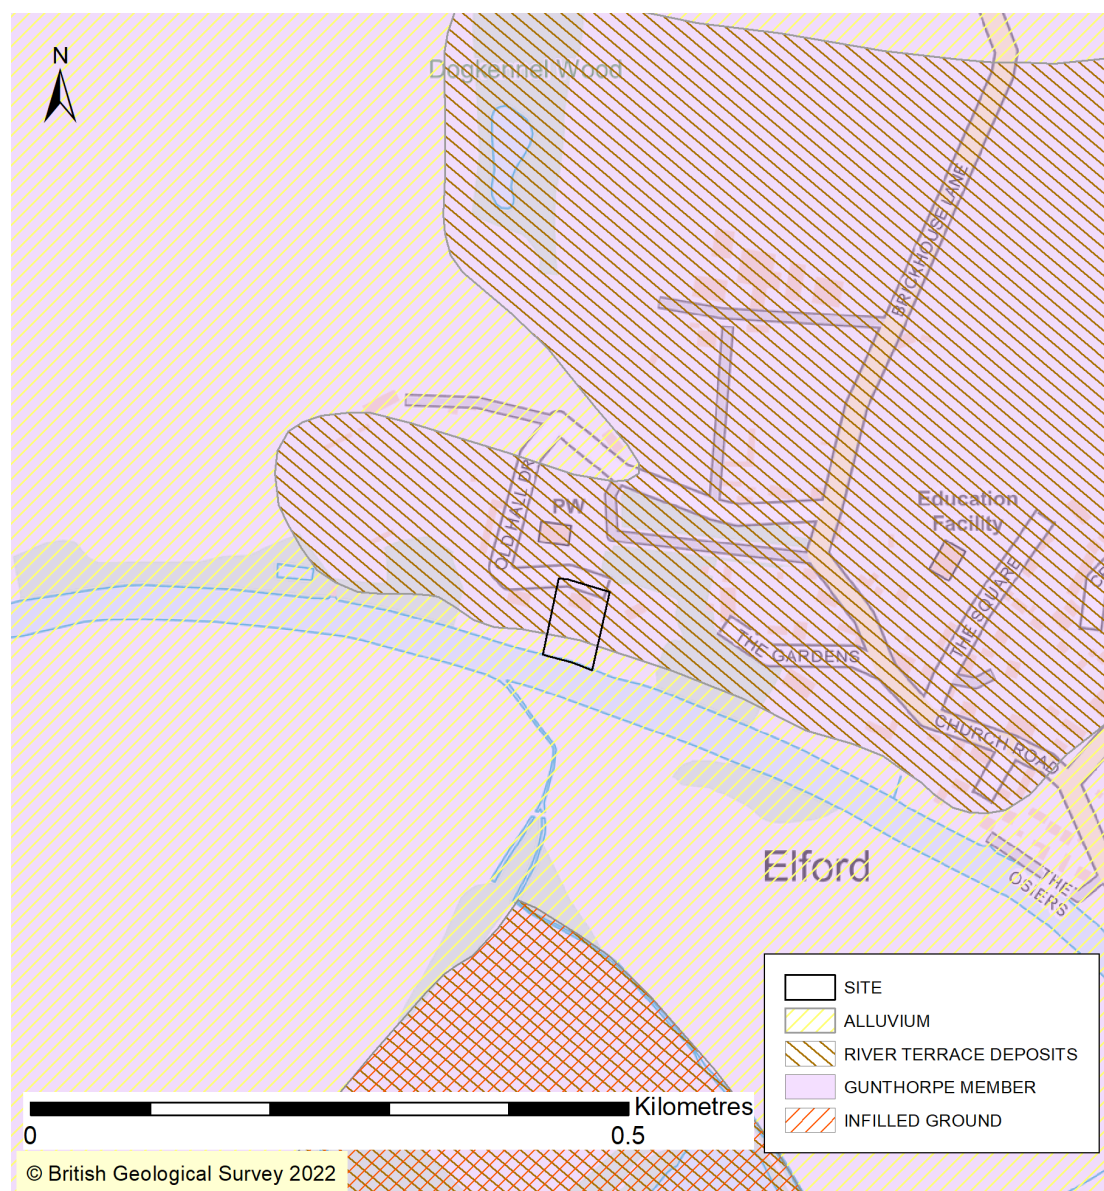 N
Dogkennel Wood
BRICKHOUSE LANE
OLD HALL DR
PW
Education
Facility
THE SQUARE
THE GARDENS
CHURCH ROAD
Elford
THE
OSIERS
SITE
ALLUVIUM
RIVER TERRACE DEPOSITS
GUNTHORPE MEMBER
INFILLED GROUND
Kilometres
0
0.5
© British Geological Survey 2022